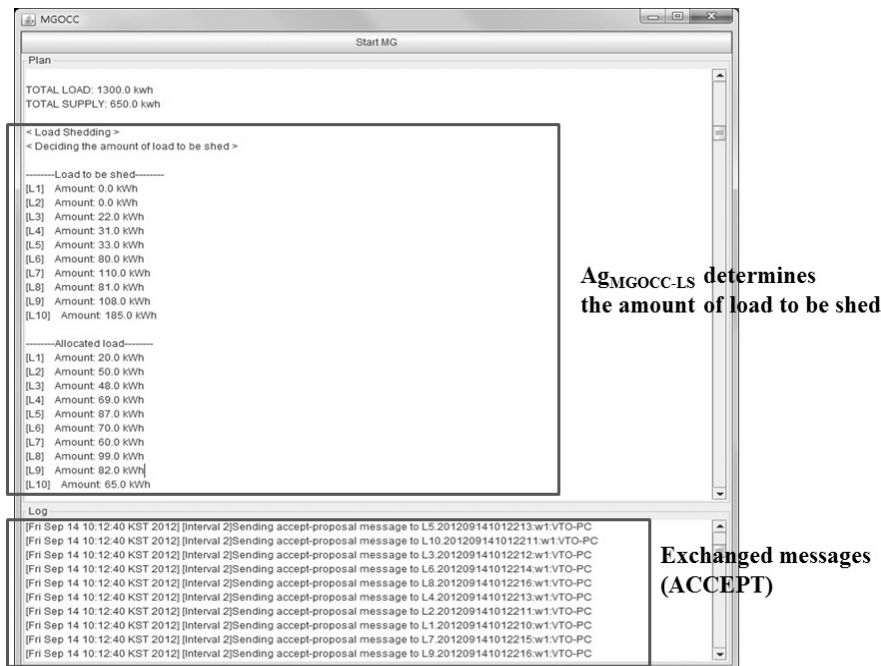 MGOCC
Start MG
Plan
TOTAL LOAD: 1300.0 kwh
TOTAL SUPPLY: 650.0 kwh
< Load Shedding >
< Deciding the amount of load to be shed >
--------Load to be shed--------
[L1] Amount: 0.0 kWh
[L2] Amount: 0.0 kWh
[L3] Amount: 22.0 kWh
[L4] Amount: 31.0 kWh
[L5] Amount: 33.0 kWh
[L6] Amount: 80.0 kWh
[L7] Amount: 110.0 kWh
[L8] Amount: 81.0 kWh
[L9] Amount: 108.0 kWh
[L10] Amount: 185.0 kWh
--------Allocated load--------
[L1] Amount: 20.0 kWh
[L2] Amount: 50.0 kWh
[L3] Amount: 48.0 kWh
[L4] Amount: 69.0 kWh
[L5] Amount: 87.0 kWh
[L6] Amount: 70.0 kWh
[L7] Amount: 60.0 kWh
[L8] Amount: 99.0 kWh
[L9] Amount: 82.0 kWh
[L10] Amount: 65.0 kWh
AgMGOCC-LS determines
the amount of load to be shed
Log
[Fri Sep 14 10:12:40 KST 2012] [Interval 2]Sending accept-proposal message to L5.201209141012213:w1:VTO-PC
[Fri Sep 14 10:12:40 KST 2012] [Interval 2]Sending accept-proposal message to L10.201209141012211:w1:VTO-PC
[Fri Sep 14 10:12:40 KST 2012] [Interval 2]Sending accept-proposal message to L3.201209141012212:w1:VTO-PC
[Fri Sep 14 10:12:40 KST 2012] [Interval 2]Sending accept-proposal message to L6.201209141012214:w1:VTO-PC
[Fri Sep 14 10:12:40 KST 2012] [Interval 2]Sending accept-proposal message to L8.201209141012216:w1:VTO-PC
[Fri Sep 14 10:12:40 KST 2012] [Interval 2]Sending accept-proposal message to L4.201209141012213:w1:VTO-PC
[Fri Sep 14 10:12:40 KST 2012] [Interval 2]Sending accept-proposal message to L2.201209141012211:w1:VTO-PC
[Fri Sep 14 10:12:40 KST 2012] [Interval 2]Sending accept-proposal message to L1.201209141012210:w1:VTO-PC
[Fri Sep 14 10:12:40 KST 2012] [Interval 2]Sending accept-proposal message to L7.201209141012215:w1:VTO-PC
[Fri Sep 14 10:12:40 KST 2012] [Interval 2]Sending accept-proposal message to L9.201209141012216:w1:VTO-PC
Exchanged messages
(ACCEPT)